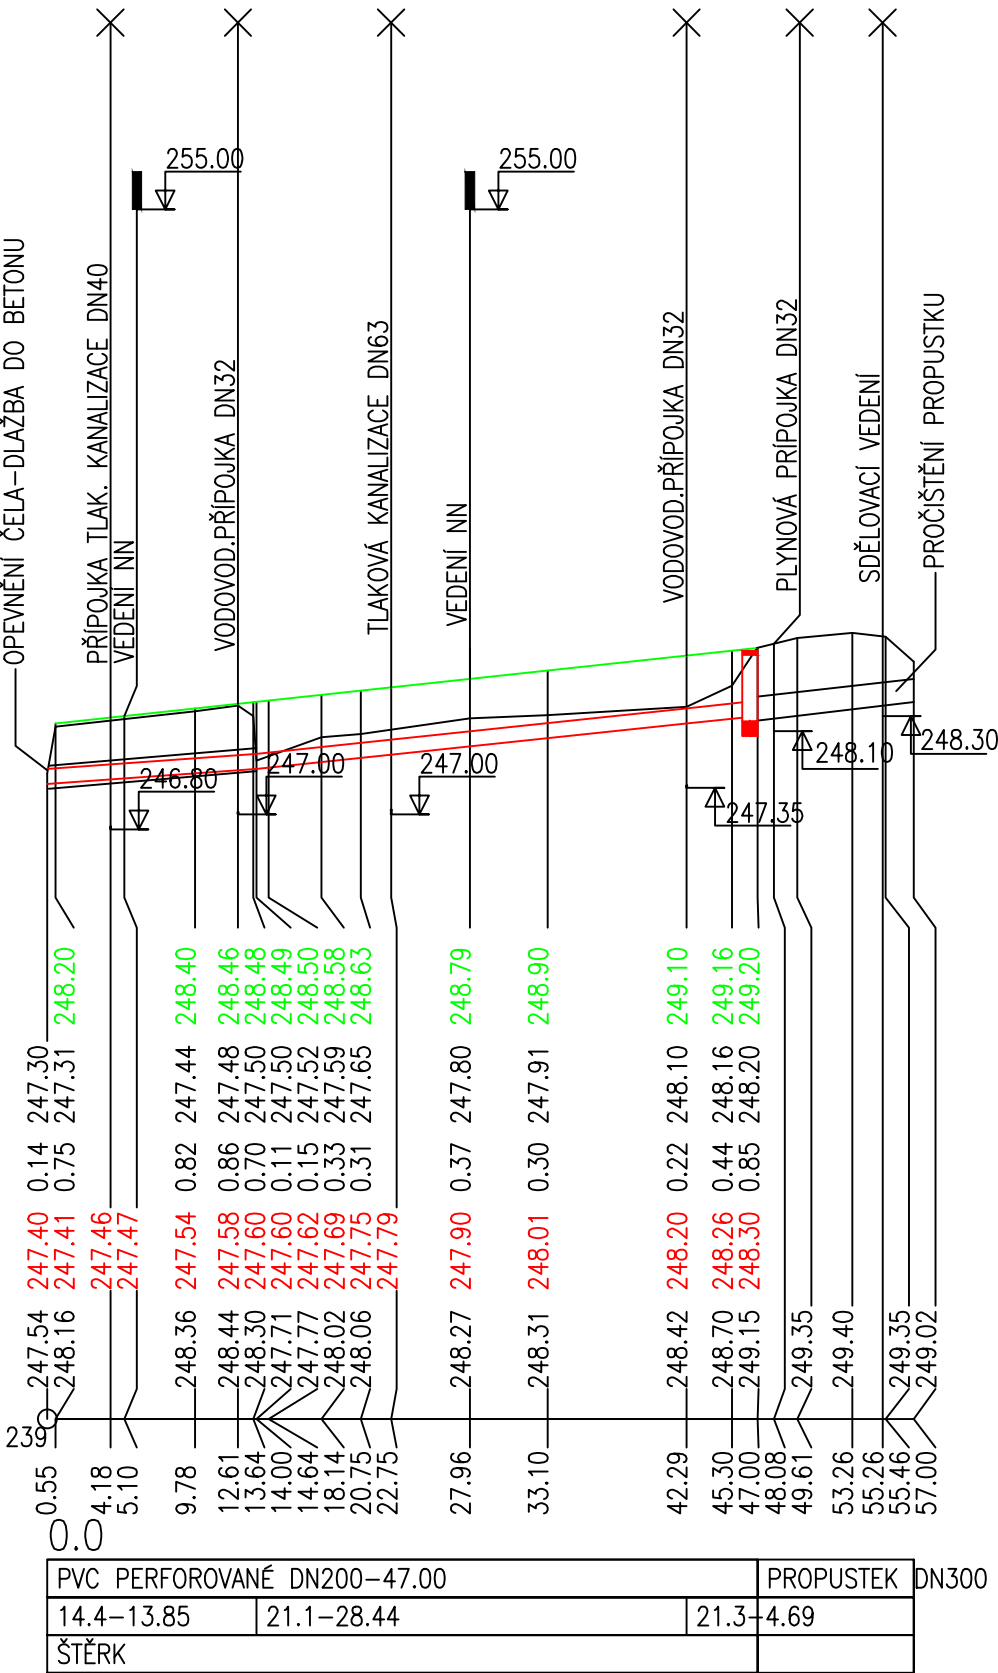 255.00
255.00
OPEVNĚNÍ ČELA-DLAŽBA DO BETONU
PŘÍPOJKA TLAK. KANALIZACE DN40
VEDENÍ NN
VODOVOD.PŘÍPOJKA DN32
TLAKOVÁ KANALIZACE DN63
VEDENÍ NN
VODOVOD.PŘÍPOJKA DN32
PLYNOVÁ PRÍPOJKA DN32
SDĚLOVACÍ VEDENÍ
PROČIŠTĚNÍ PROPUSTKU
246.80
247.00
247.00
247.35
248.10
248.30
248.20 248.40 248.46 248.48 248.49 248.50 248.58 248.63 248.79 248.90 249.10 249.16 249.20
247.30 247.31 247.44 247.48 247.50 247.50 247.52 247.59 247.65 247.80 247.91 248.10 248.16 248.20
0.14 0.75 0.82 0.86 0.70 0.11 0.15 0.33 0.31 0.37 0.30 0.22 0.44 0.85
247.40 247.41 247.46 247.47 247.54 247.58 247.60 247.60 247.62 247.69 247.75 247.79 247.90 248.01 248.20 248.26 248.30
247.54 248.16 248.36 248.44 248.30 247.71 247.77 248.02 248.06 248.27 248.31 248.42 248.70 249.15 249.35 249.40 249.35 249.02
239
0.55 4.18 5.10 9.78 12.61 13.64 14.00 14.64 18.14 20.75 22.75 27.96 33.10 42.29 45.30 47.00 48.08 49.61 53.26 55.26 55.46 57.00
0.0
PVC PERFOROVANÉ DN200-47.00 PROPUSTEK DN300
14.4-13.85 21.1-28.44 21.3-4.69
ŠTĚRK